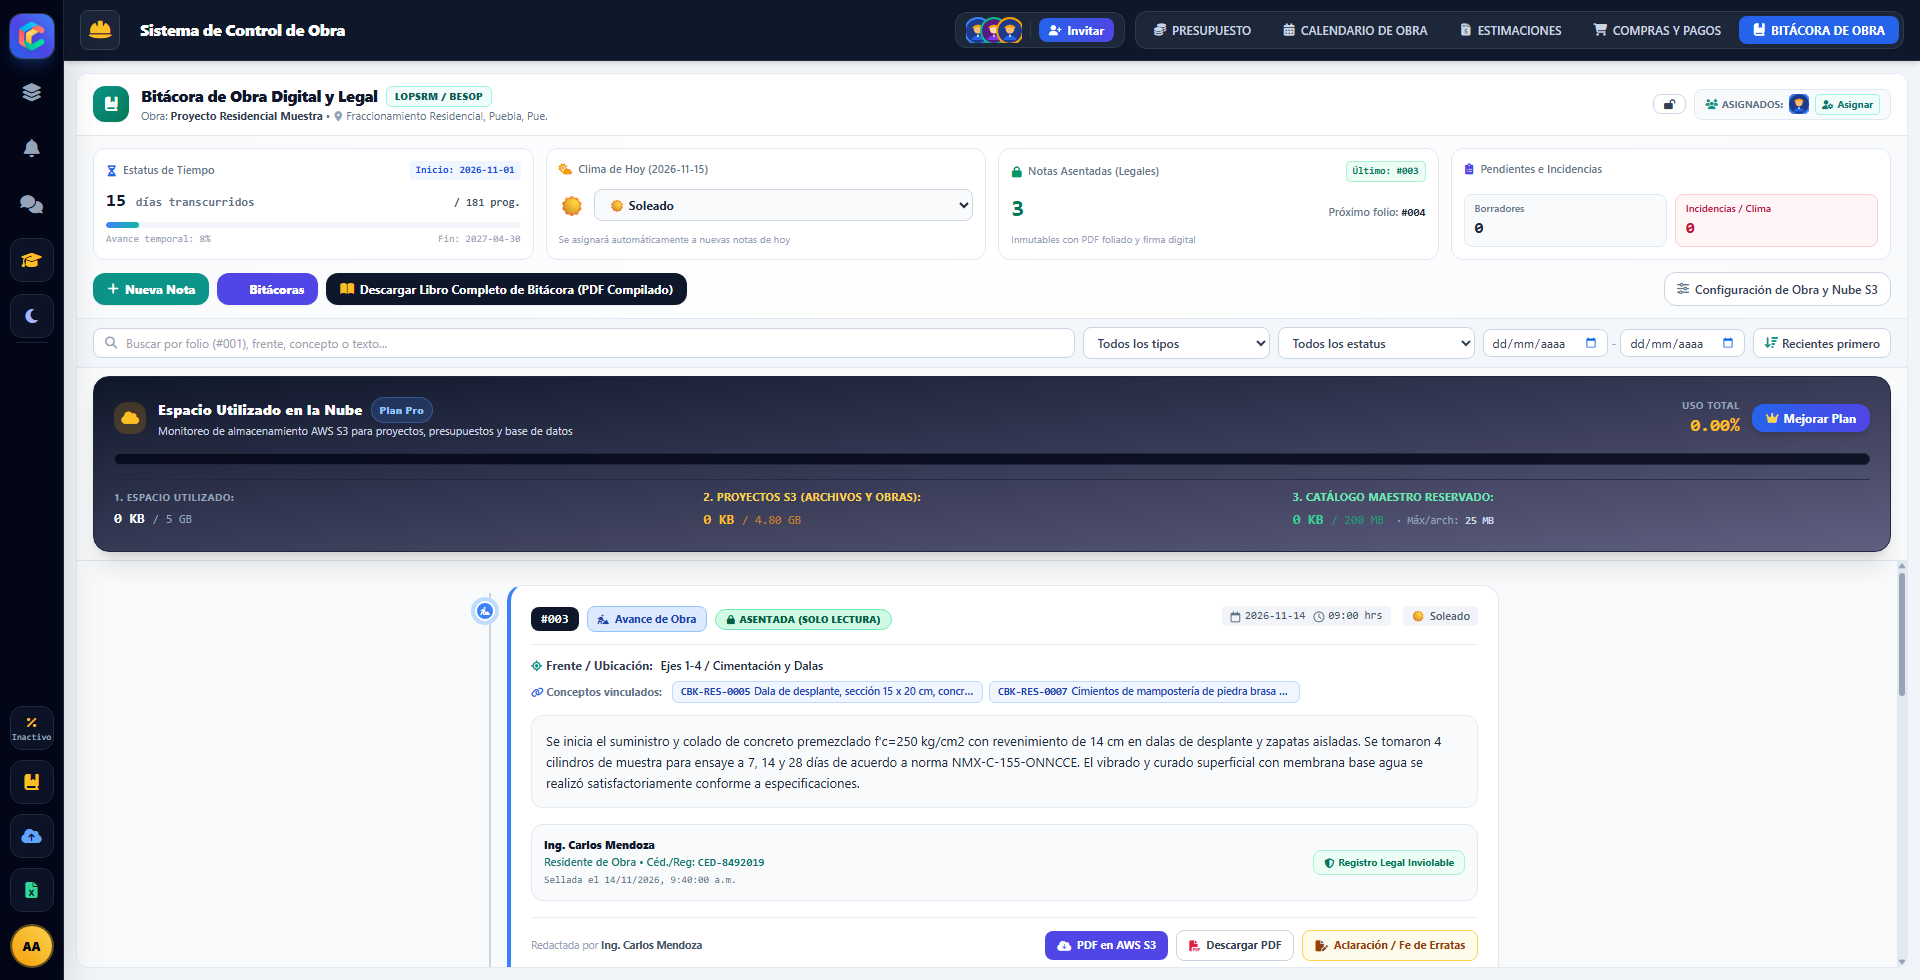 Sistema de Control de Obra
Invitar
PRESUPUESTO
CALENDARIO DE OBRA
ESTIMACIONES
COMPRAS Y PAGOS
BITÁCORA DE OBRA
Bitácora de Obra Digital y Legal
LOPSRM / BESOP
Obra: Proyecto Residencial Muestra • Fraccionamiento Residencial, Puebla, Pue.
ASIGNADOS:
Asignar
Estatus de Tiempo
Inicio: 2026-11-01
15 días transcurridos
/ 181 prog.
Avance temporal: 8%
Fin: 2027-04-30
Clima de Hoy (2026-11-15)
Soleado
Se asignará automáticamente a nuevas notas de hoy
Notas Asentadas (Legales)
Último: #003
3
Próximo folio: #004
Inmutables con PDF foliado y firma digital
Pendientes e Incidencias
Borradores
0
Incidencias / Clima
0
Nueva Nota
Bitácoras
Descargar Libro Completo de Bitácora (PDF Compilado)
Configuración de Obra y Nube S3
Buscar por folio (#001), frente, concepto o texto...
Todos los tipos
Todos los estatus
dd/mm/aaaa
-
dd/mm/aaaa
Recientes primero
Espacio Utilizado en la Nube
Plan Pro
Monitoreo de almacenamiento AWS S3 para proyectos, presupuestos y base de datos
USO TOTAL
0.00%
Mejorar Plan
1. ESPACIO UTILIZADO:
0 KB / 5 GB
2. PROYECTOS S3 (ARCHIVOS Y OBRAS):
0 KB / 4.80 GB
3. CATÁLOGO MAESTRO RESERVADO:
0 KB / 200 MB · Máx/arch: 25 MB
#003
Avance de Obra
ASENTADA (SOLO LECTURA)
2026-11-14 09:00 hrs
Soleado
Frente / Ubicación: Ejes 1-4 / Cimentación y Dalas
Conceptos vinculados:
CBK-RES-0005 Dala de desplante, sección 15 x 20 cm, concr...
CBK-RES-0007 Cimientos de mampostería de piedra brasa ...
Se inicia el suministro y colado de concreto premezclado f'c=250 kg/cm2 con revenimiento de 14 cm en dalas de desplante y zapatas aisladas. Se tomaron 4
cilindros de muestra para ensaye a 7, 14 y 28 días de acuerdo a norma NMX-C-155-ONNCCE. El vibrado y curado superficial con membrana base agua se
realizó satisfactoriamente conforme a especificaciones.
Ing. Carlos Mendoza
Residente de Obra • Céd./Reg: CED-8492019
Sellada el 14/11/2026, 9:40:00 a.m.
Registro Legal Inviolable
Redactada por Ing. Carlos Mendoza
PDF en AWS S3
Descargar PDF
Aclaración / Fe de Erratas
Inactivo
AA